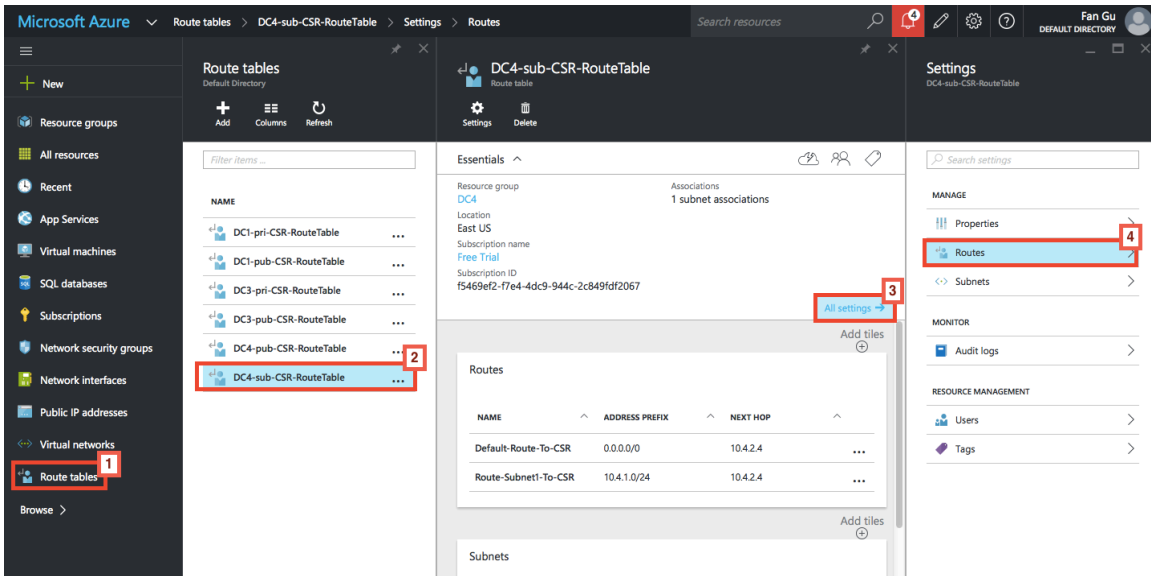 Microsoft Azure Route tables > DC4-sub-CSR-RouteTable > Settings > Routes
Search resources
4
Fan Gu
DEFAULT DIRECTORY
New
Resource groups
All resources
Recent
App Services
Virtual machines
SQL databases
Subscriptions
Network security groups
Network interfaces
Public IP addresses
Virtual networks
1
Route tables
Browse >
Route tables
Default Directory
Add Columns Refresh
Filter items ...
NAME
DC1-pri-CSR-RouteTable ...
DC1-pub-CSR-RouteTable ...
DC3-pri-CSR-RouteTable ...
DC3-pub-CSR-RouteTable ...
DC4-pub-CSR-RouteTable ...
2
DC4-sub-CSR-RouteTable ...
DC4-sub-CSR-RouteTable
Route table
Settings Delete
Essentials
Resource group
DC4
Location
East US
Subscription name
Free Trial
Subscription ID
f5469ef2-f7e4-4dc9-944c-2c849fdf2067
Associations
1 subnet associations
3
All settings →
Add tiles
Routes
NAME ADDRESS PREFIX NEXT HOP
Default-Route-To-CSR 0.0.0.0/0 10.4.2.4 ...
Route-Subnet1-To-CSR 10.4.1.0/24 10.4.2.4 ...
Add tiles
Subnets
Settings
DC4-sub-CSR-RouteTable
Search settings
MANAGE
Properties
4
Routes
Subnets
MONITOR
Audit logs
RESOURCE MANAGEMENT
Users
Tags